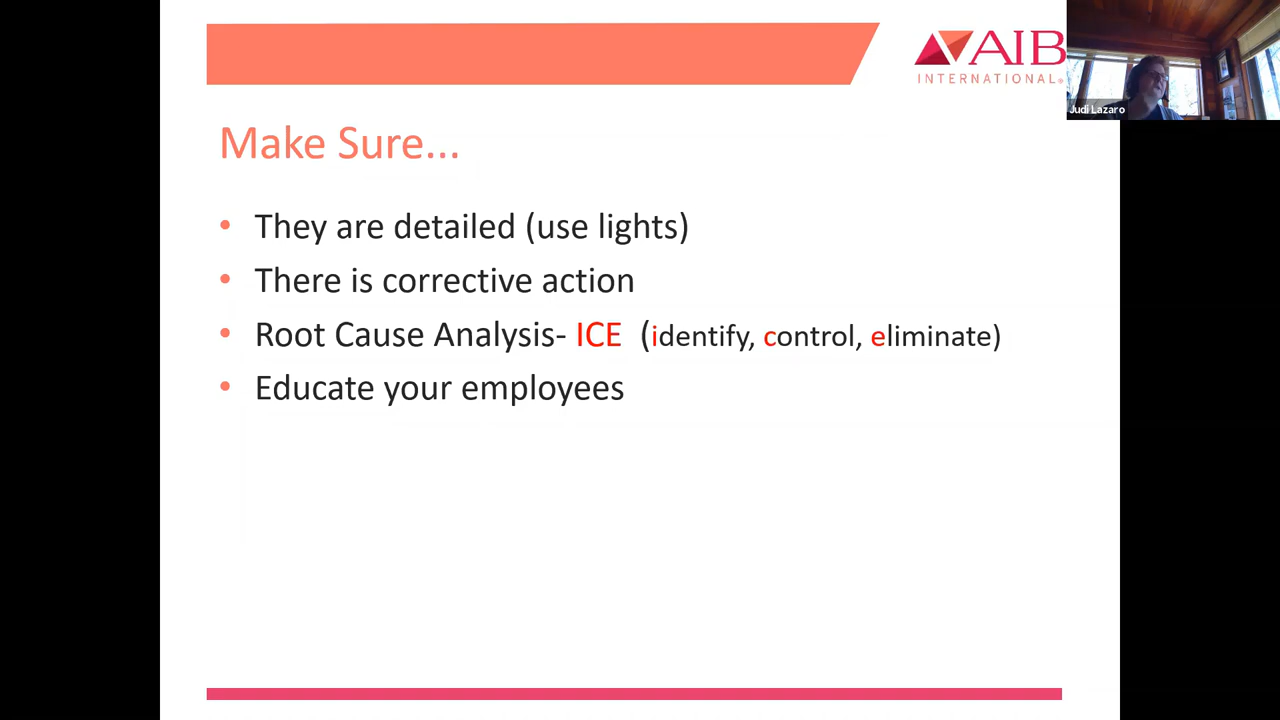 AIB
INTERNATIONAL®
Judi Lazaro
Make Sure...
• They are detailed (use lights)
• There is corrective action
• Root Cause Analysis- ICE (identify, control, eliminate)
• Educate your employees